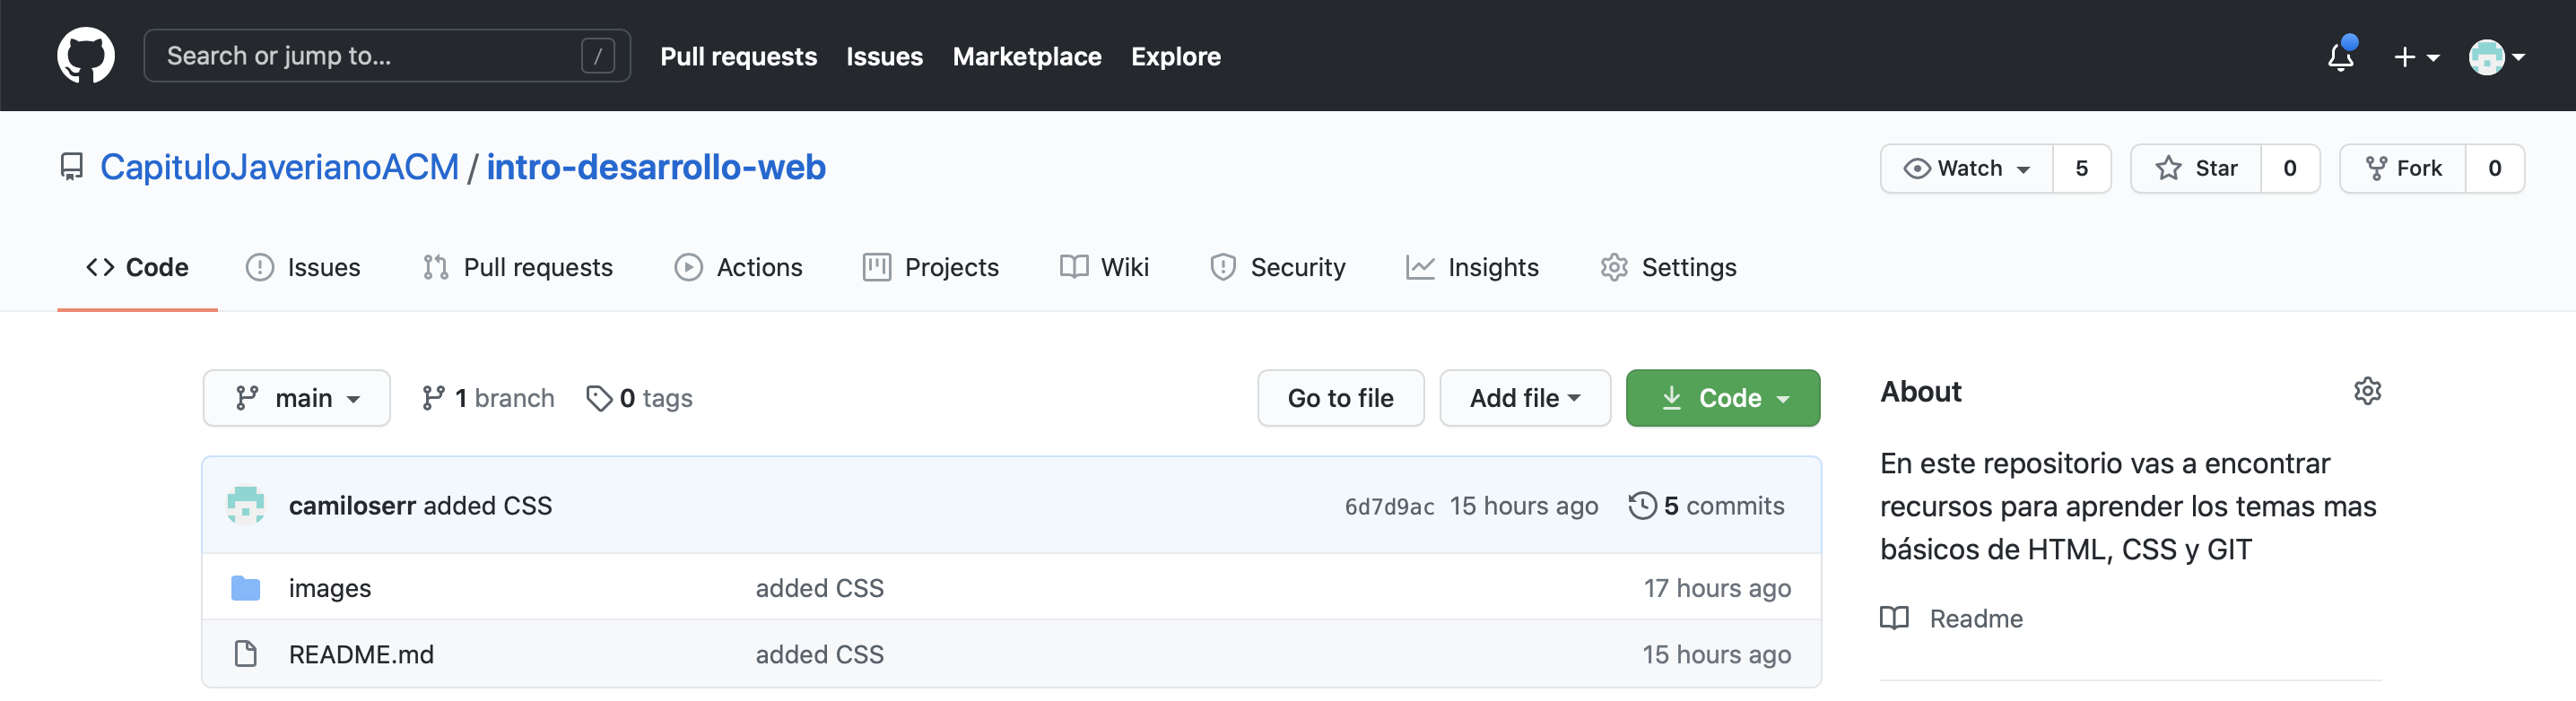 Search or jump to... / Pull requests Issues Marketplace Explore
CapituloJaverianoACM / intro-desarrollo-web Watch 5 Star 0 Fork 0
Code Issues Pull requests Actions Projects Wiki Security Insights Settings
main 1 branch 0 tags Go to file Add file Code
camiloserr added CSS 6d7d9ac 15 hours ago 5 commits
images added CSS 17 hours ago
README.md added CSS 15 hours ago
About
En este repositorio vas a encontrar
recursos para aprender los temas mas
básicos de HTML, CSS y GIT
Readme